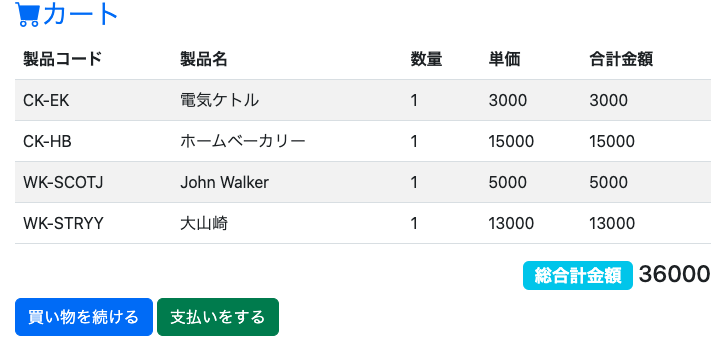 カート
製品コード 製品名 数量 単価 合計金額
CK-EK 電気ケトル 1 3000 3000
CK-HB ホームベーカリー 1 15000 15000
WK-SCOTJ John Walker 1 5000 5000
WK-STRYY 大山崎 1 13000 13000
総合計金額 36000
買い物を続ける 支払いをする